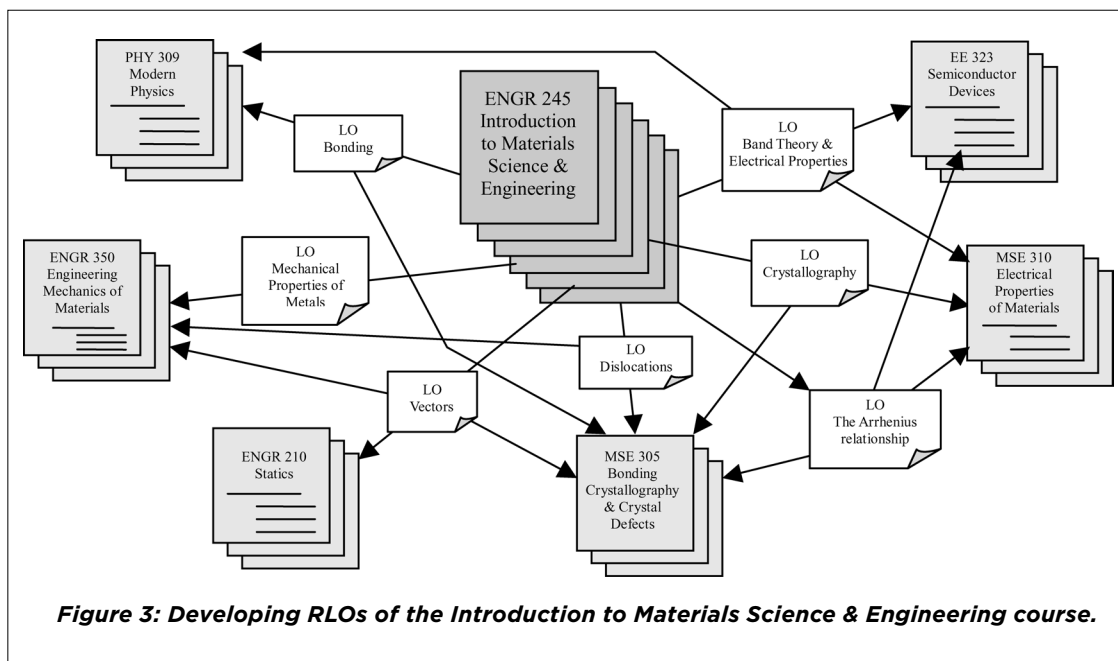 PHY 309
Modern
Physics
ENGR 245
Introduction
to Materials
Science &
Engineering
EE 323
Semiconductor
Devices
LO
Bonding
LO
Band Theory &
Electrical Properties
ENGR 350
Engineering
Mechanics of
Materials
LO
Mechanical
Properties of
Metals
LO
Crystallography
MSE 310
Electrical
Properties
of Materials
LO
Dislocations
LO
Vectors
LO
The Arrhenius
relationship
ENGR 210
Statics
MSE 305
Bonding
Crystallography
& Crystal
Defects
Figure 3: Developing RLOs of the Introduction to Materials Science & Engineering course.